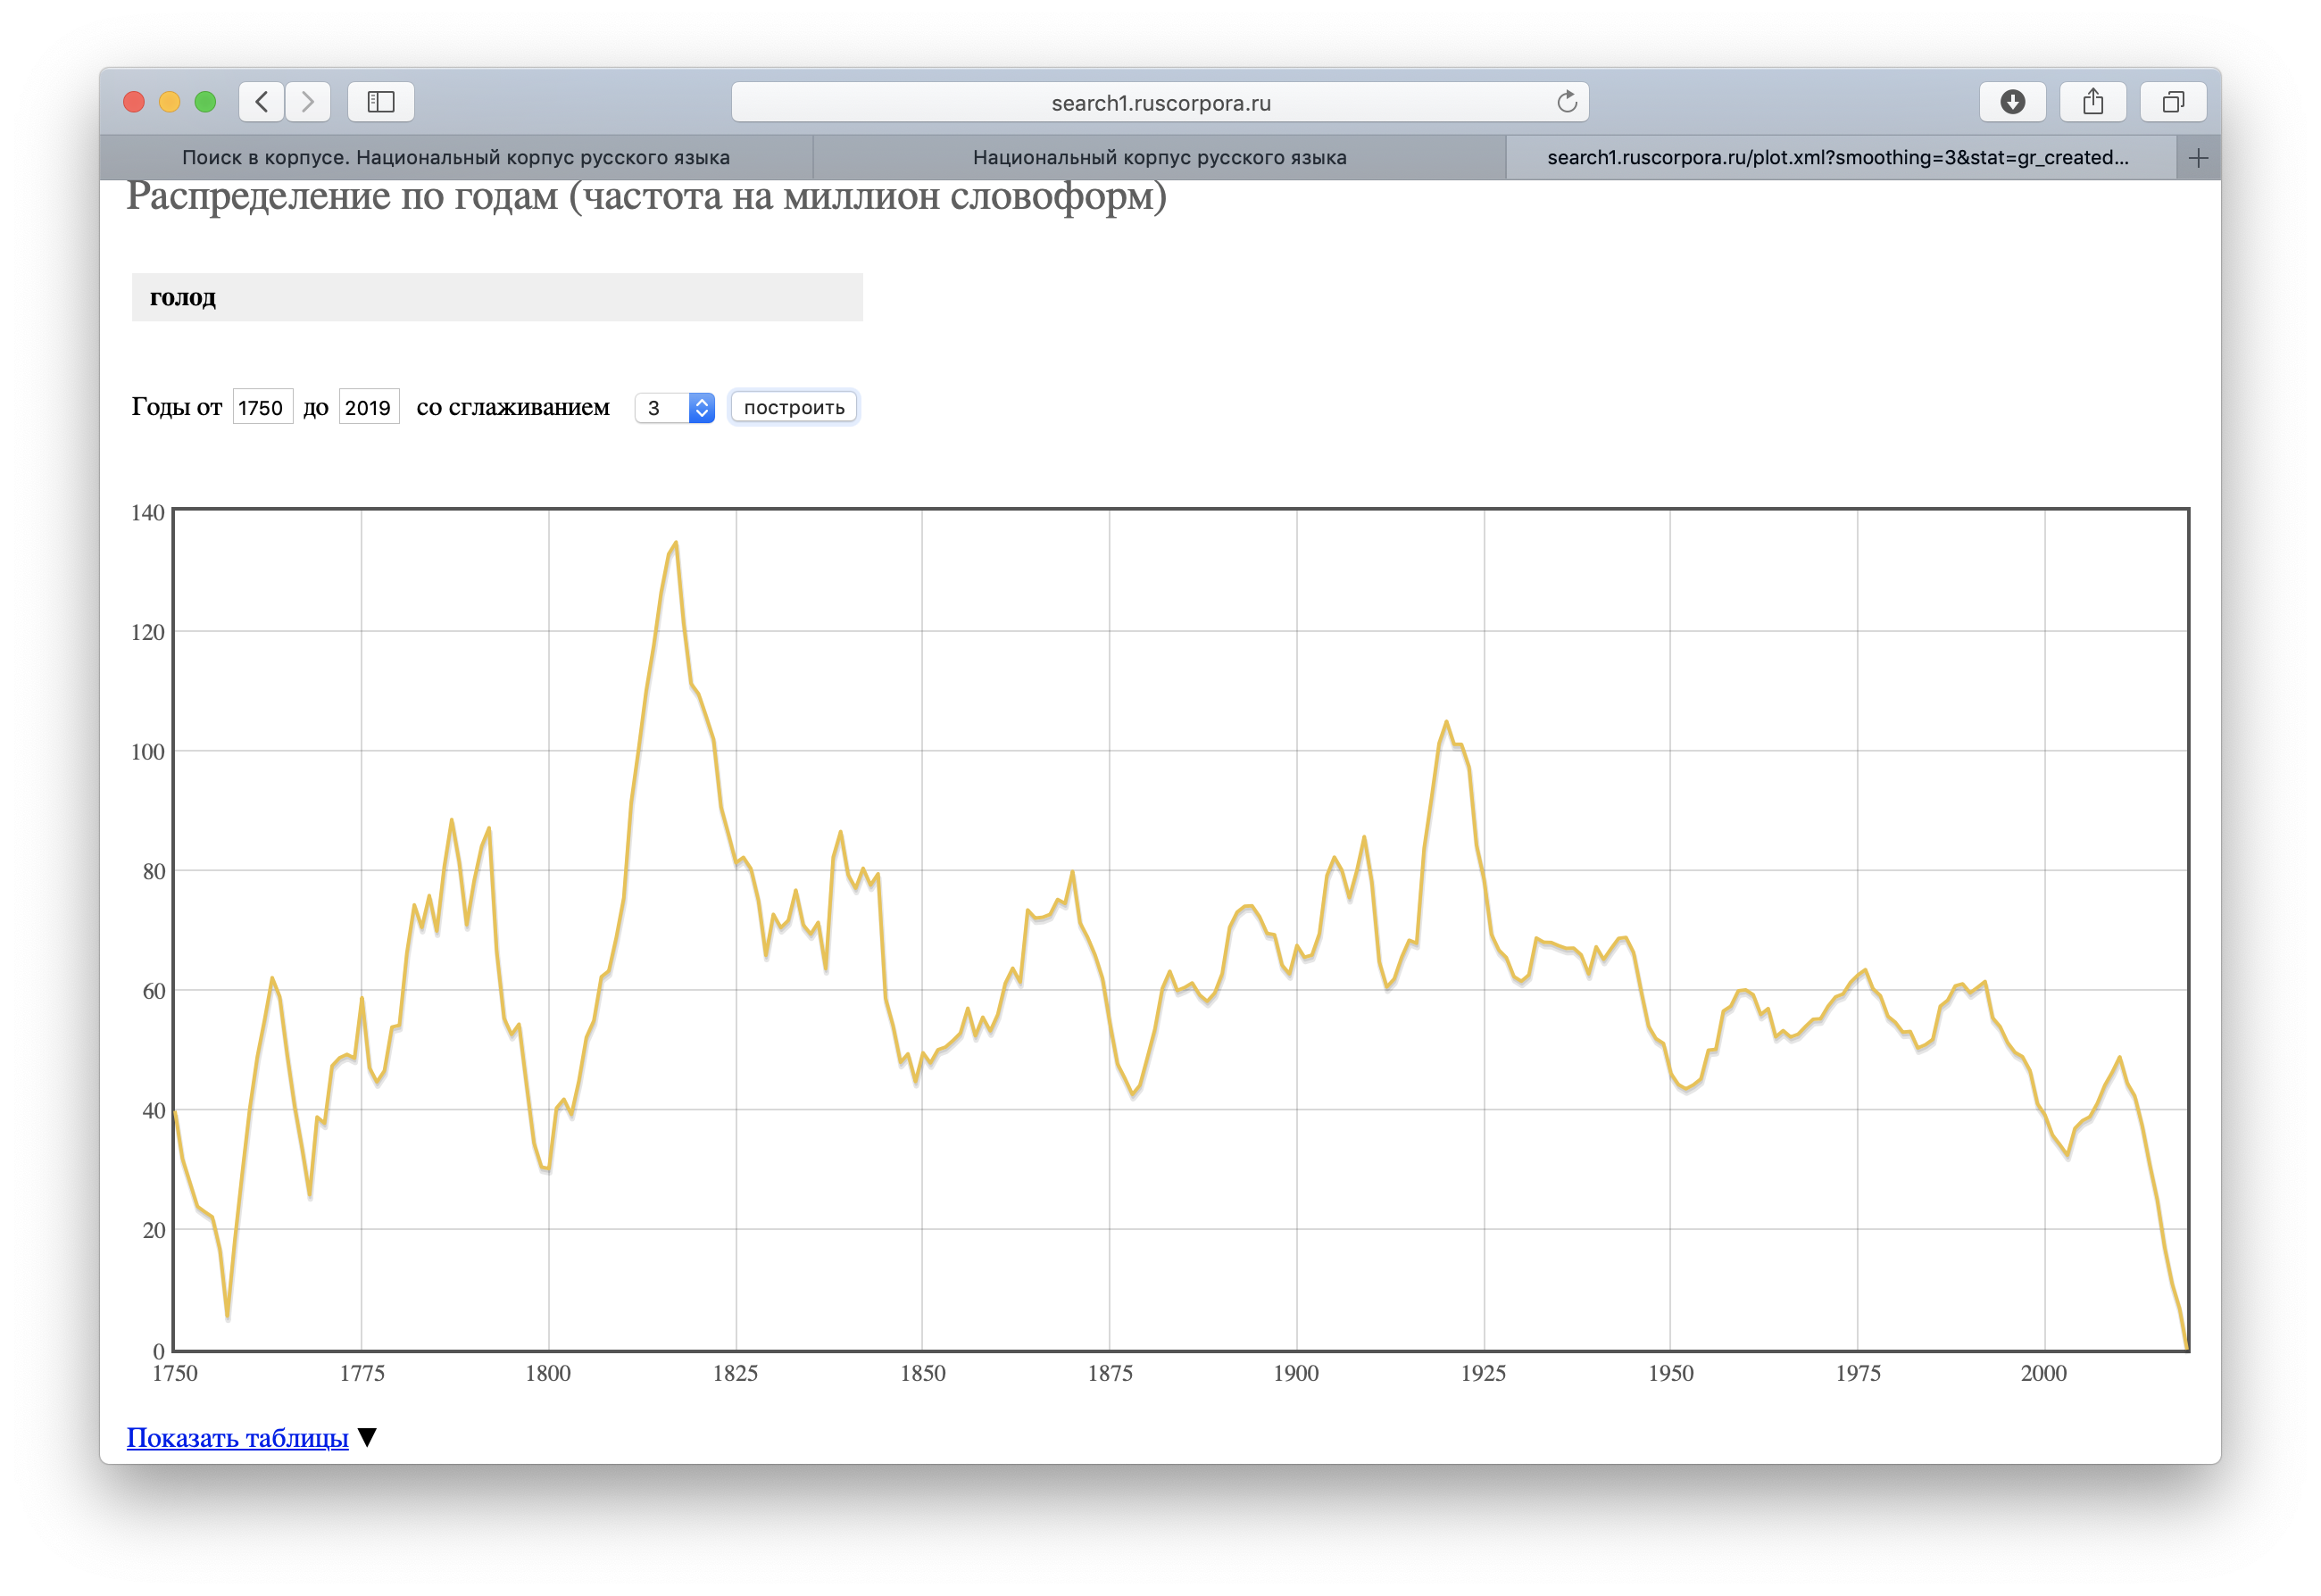 search1.ruscorpora.ru
Поиск в корпусе. Национальный корпус русского языка
Национальный корпус русского языка
search1.ruscorpora.ru/plot.xml?smoothing=3&stat=gr_created...
Распределение по годам (частота на миллион словоформ)
голод
Годы от 1750 до 2019 со сглаживанием 3 построить
140
120
100
80
60
40
20
0
1750 1775 1800 1825 1850 1875 1900 1925 1950 1975 2000
Показать таблицы ▼